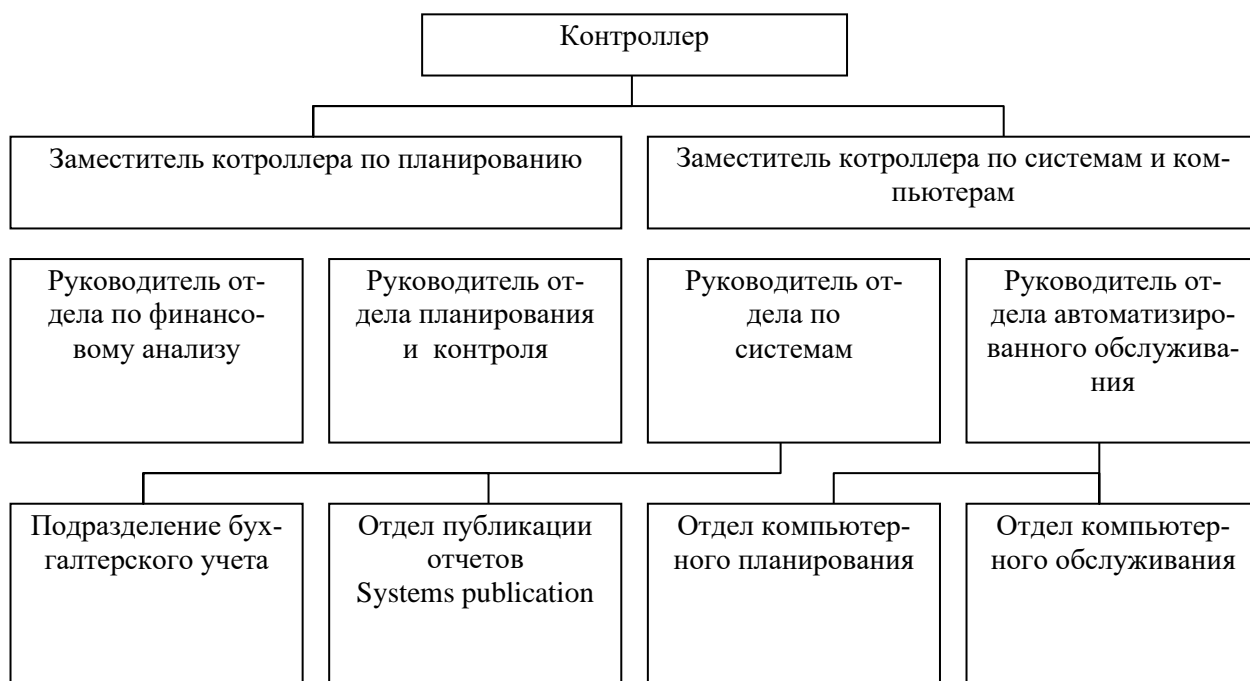 Контроллер
Заместитель котроллера по планированию
Заместитель котроллера по системам и ком-
пьютерам
Руководитель от-
дела по финансо-
вому анализу
Руководитель от-
дела планирования
и контроля
Руководитель от-
дела по
системам
Руководитель от-
дела автоматизиро-
ванного обслужива-
ния
Подразделение бух-
галтерского учета
Отдел публикации
отчетов
Systems publication
Отдел компьютер-
ного планирования
Отдел компьютер-
ного обслуживания